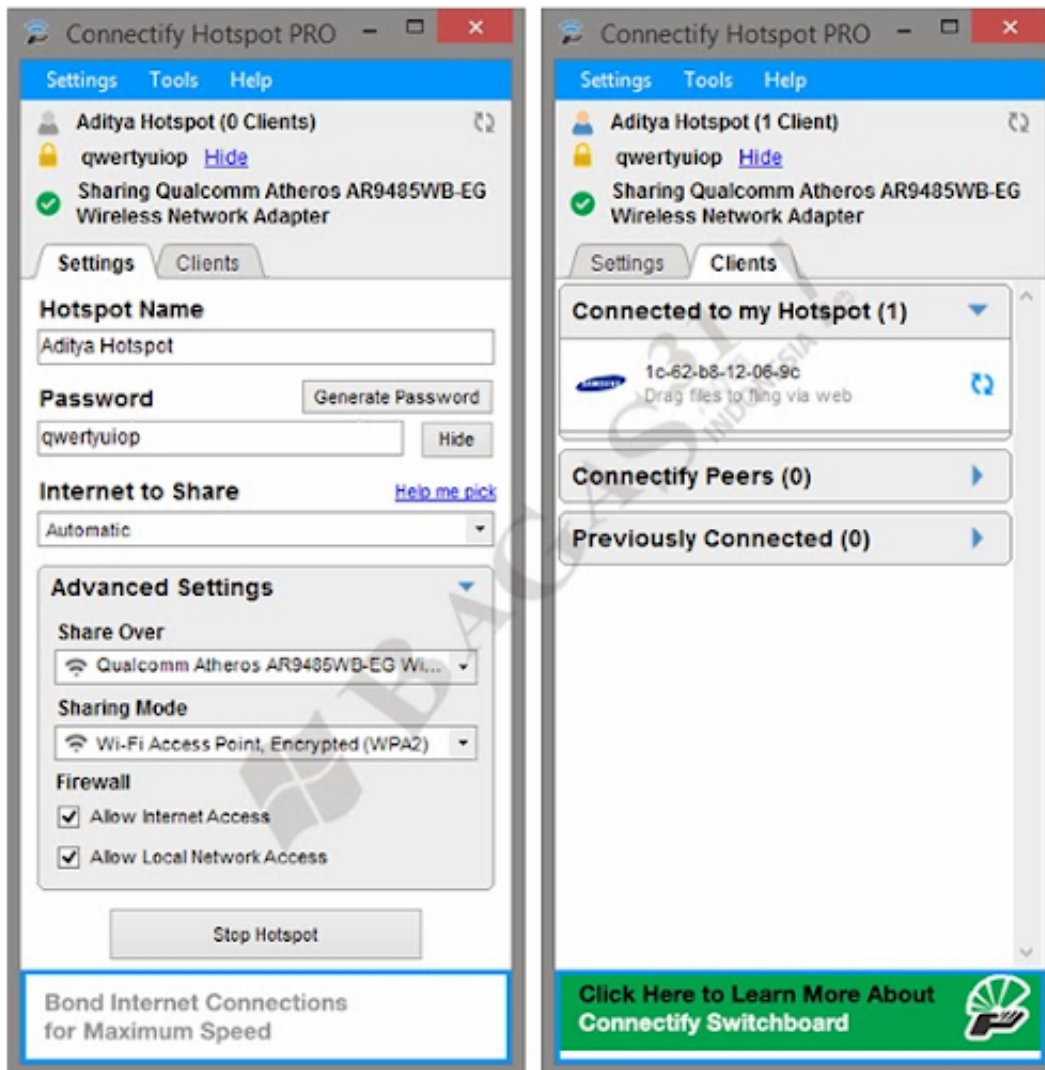 Connectify Hotspot PRO
Settings Tools Help
Aditya Hotspot (0 Clients)
qwertyuiop Hide
Sharing Qualcomm Atheros AR9485WB-EG
Wireless Network Adapter
Settings Clients
Hotspot Name
Aditya Hotspot
Password Generate Password
qwertyuiop Hide
Internet to Share Help me pick
Automatic
Advanced Settings
Share Over
Qualcomm Atheros AR9485WB-EG Wi...
Sharing Mode
Wi-Fi Access Point, Encrypted (WPA2)
Firewall
Allow Internet Access
Allow Local Network Access
Stop Hotspot
Bond Internet Connections
for Maximum Speed
Connectify Hotspot PRO
Settings Tools Help
Aditya Hotspot (1 Client)
qwertyuiop Hide
Sharing Qualcomm Atheros AR9485WB-EG
Wireless Network Adapter
Settings Clients
Connected to my Hotspot (1)
SAMSUNG
1c-62-b8-12-06-9c
Drag files to fling via web
Connectify Peers (0)
Previously Connected (0)
Click Here to Learn More About
Connectify Switchboard
BAGAS31
INDONESIA